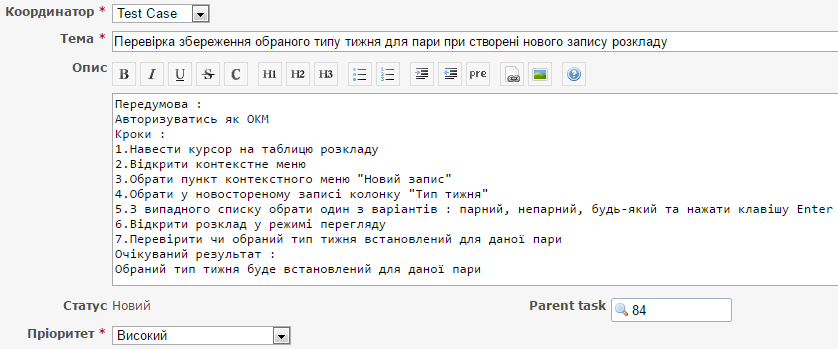 Координатор * Test Case
Тема * Перевірка збереження обраного типу тижня для пари при створені нового запису розкладу
Опис B I U S C H1 H2 H3 pre
Передумова :
Авторизуватись як ОКМ
Кроки :
1.Навести курсор на таблицю розкладу
2.Відкрити контекстне меню
3.Обрати пункт контекстного меню "Новий запис"
4.Обрати у новостореному записі колонку "Тип тижня"
5.З випадного списку обрати один з варіантів : парний, непарний, будь-який та нажати клавішу Enter
6.Відкрити розклад у режимі перегляду
7.Перевірити чи обраний тип тижня встановлений для даної пари
Очікуваний результат :
Обраний тип тижня буде встановлений для даної пари
Статус Новий Parent task 84
Пріоритет * Високий